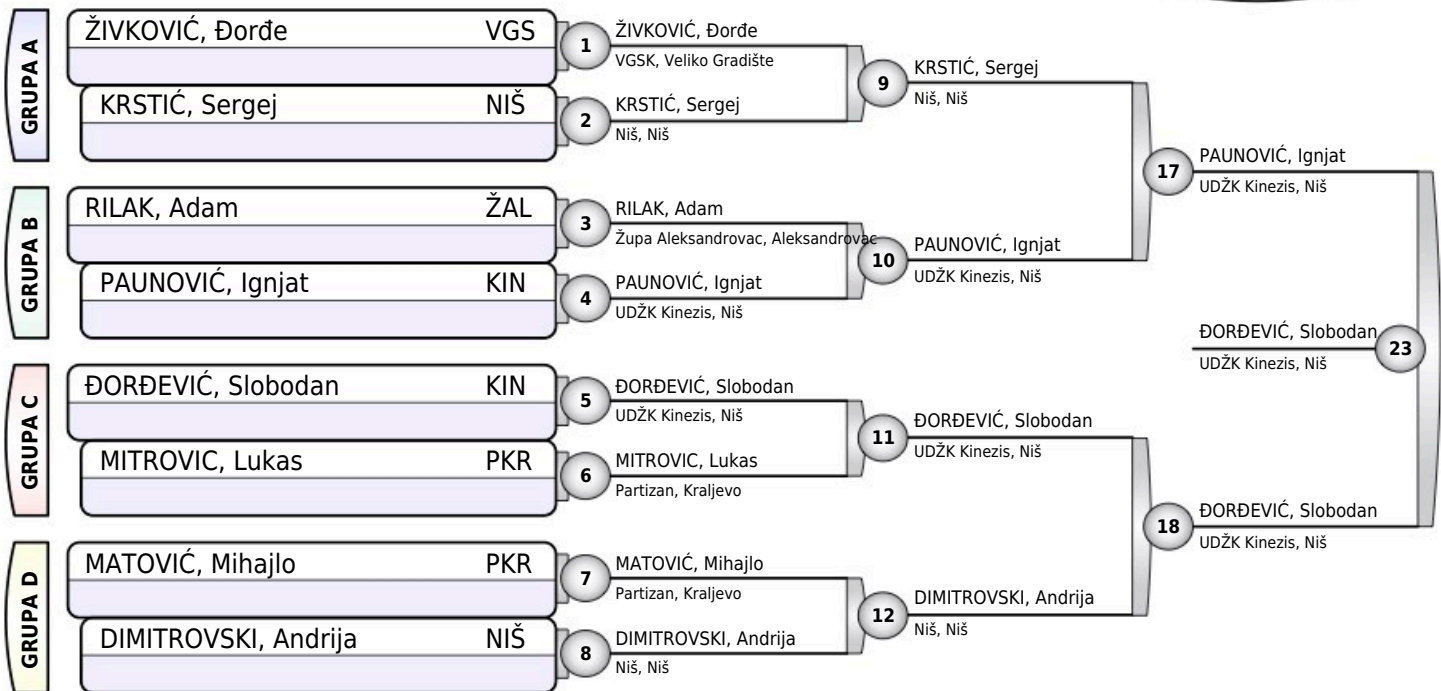 GRUPA A
ŽIVKOVIĆ, Đorđe VGS
KRSTIĆ, Sergej NIŠ
1
ŽIVKOVIĆ, Đorđe
VGSK, Veliko Gradište
2
KRSTIĆ, Sergej
Niš, Niš
9
KRSTIĆ, Sergej
Niš, Niš
GRUPA B
RILAK, Adam ŽAL
PAUNOVIĆ, Ignjat KIN
3
RILAK, Adam
Župa Aleksandrovac, Aleksandrovac
4
PAUNOVIĆ, Ignjat
UDŽK Kinezis, Niš
10
PAUNOVIĆ, Ignjat
UDŽK Kinezis, Niš
17
PAUNOVIĆ, Ignjat
UDŽK Kinezis, Niš
GRUPA C
ĐORĐEVIĆ, Slobodan KIN
MITROVIC, Lukas PKR
5
ĐORĐEVIĆ, Slobodan
UDŽK Kinezis, Niš
6
MITROVIC, Lukas
Partizan, Kraljevo
11
ĐORĐEVIĆ, Slobodan
UDŽK Kinezis, Niš
GRUPA D
MATOVIĆ, Mihajlo PKR
DIMITROVSKI, Andrija NIŠ
7
MATOVIĆ, Mihajlo
Partizan, Kraljevo
8
DIMITROVSKI, Andrija
Niš, Niš
12
DIMITROVSKI, Andrija
Niš, Niš
18
ĐORĐEVIĆ, Slobodan
UDŽK Kinezis, Niš
ĐORĐEVIĆ, Slobodan
UDŽK Kinezis, Niš
23